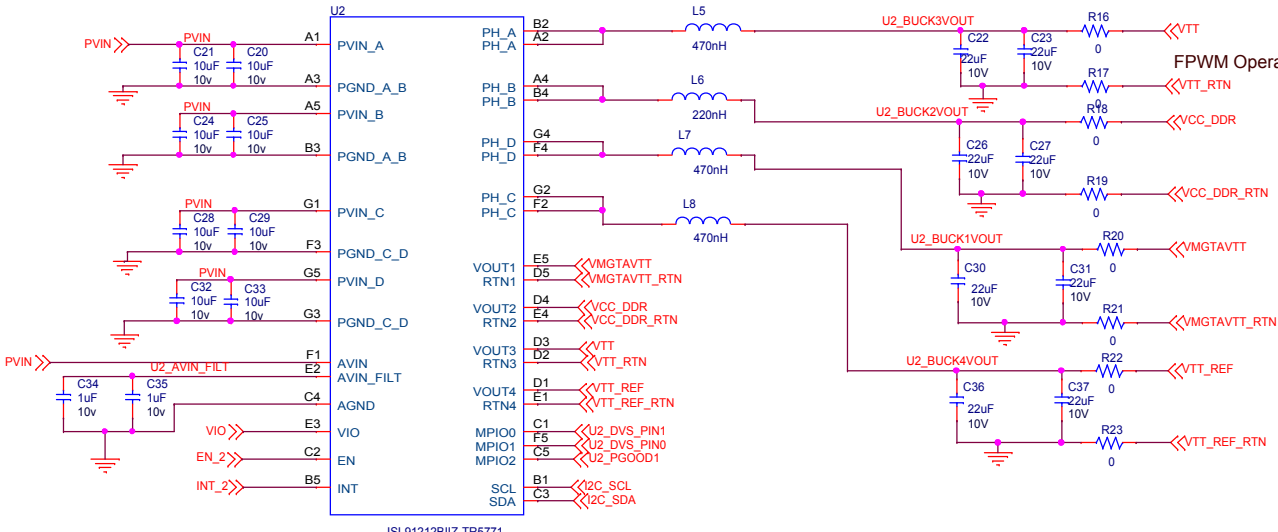 U2
PVIN
PVIN
A1
PVIN_A
C21
10uF
10v
C20
10uF
10v
A3
PGND_A_B
PVIN
A5
PVIN_B
C24
10uF
10v
C25
10uF
10v
B3
PGND_A_B
PVIN
G1
PVIN_C
C28
10uF
10v
C29
10uF
10v
F3
PGND_C_D
PVIN
G5
PVIN_D
C32
10uF
10v
C33
10uF
10v
G3
PGND_C_D
PVIN
F1
AVIN
U2_AVIN_FILT
E2
AVIN_FILT
C34
1uF
10v
C35
1uF
10v
C4
AGND
VIO
E3
VIO
EN_2
C2
EN
INT_2
B5
INT
PH_A
B2
PH_A
A2
PH_B
A4
PH_B
B4
PH_D
G4
PH_D
F4
PH_C
G2
PH_C
F2
VOUT1
E5
VMGTAVTT
RTN1
D5
VMGTAVTT_RTN
VOUT2
D4
VCC_DDR
RTN2
E4
VCC_DDR_RTN
VOUT3
D3
VTT
RTN3
D2
VTT_RTN
VOUT4
D1
VTT_REF
RTN4
E1
VTT_REF_RTN
MPIO0
C1
U2_DVS_PIN1
MPIO1
F5
U2_DVS_PIN0
MPIO2
C5
U2_PGOOD1
SCL
B1
I2C_SCL
SDA
C3
I2C_SDA
L5
470nH
L6
220nH
L7
470nH
L8
470nH
U2_BUCK3VOUT
C22
22uF
10V
C23
22uF
10V
R16
0
VTT
FPWM Opera
R17
0
VTT_RTN
U2_BUCK2VOUT
C26
22uF
10V
C27
22uF
10V
R18
0
VCC_DDR
R19
0
VCC_DDR_RTN
U2_BUCK1VOUT
C30
22uF
10V
C31
22uF
10V
R20
0
VMGTAVTT
R21
0
VMGTAVTT_RTN
U2_BUCK4VOUT
C36
22uF
10V
C37
22uF
10V
R22
0
VTT_REF
R23
0
VTT_REF_RTN
ISL91212BIIZ-TR5771